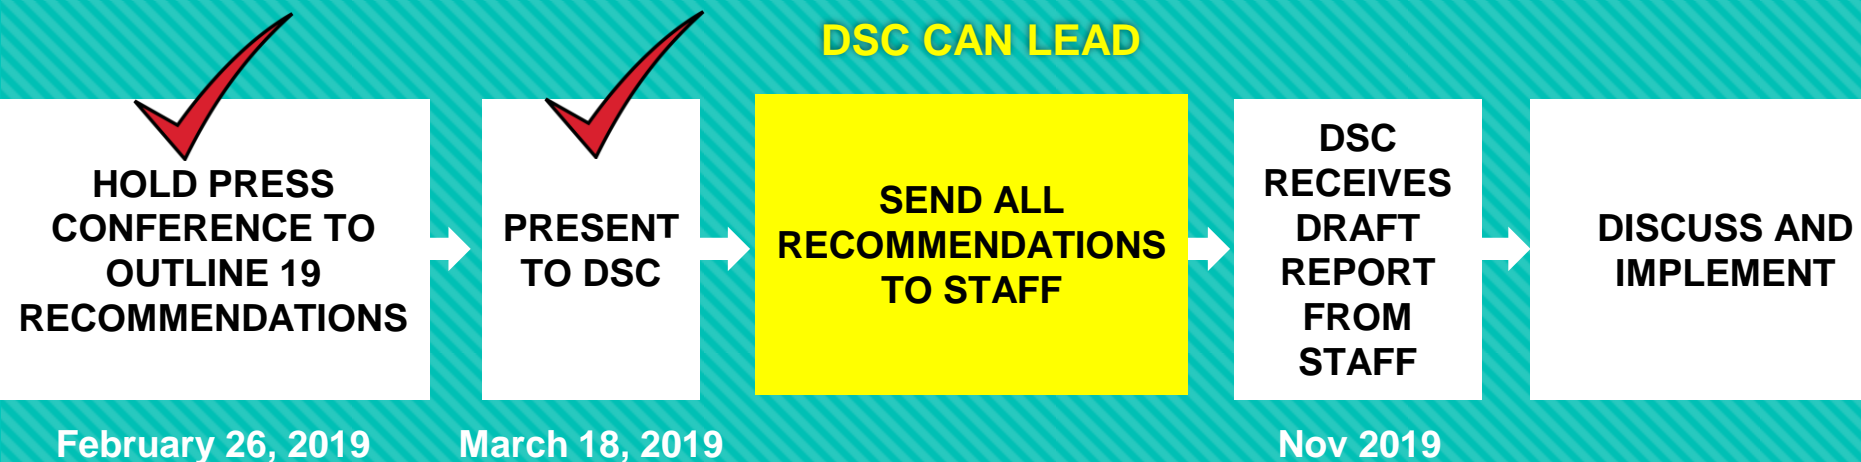 DSC CAN LEAD
HOLD PRESS
CONFERENCE TO
OUTLINE 19
RECOMMENDATIONS
PRESENT
TO DSC
SEND ALL
RECOMMENDATIONS
TO STAFF
DSC
RECEIVES
DRAFT
REPORT
FROM
STAFF
DISCUSS AND
IMPLEMENT
February 26, 2019
March 18, 2019
Nov 2019